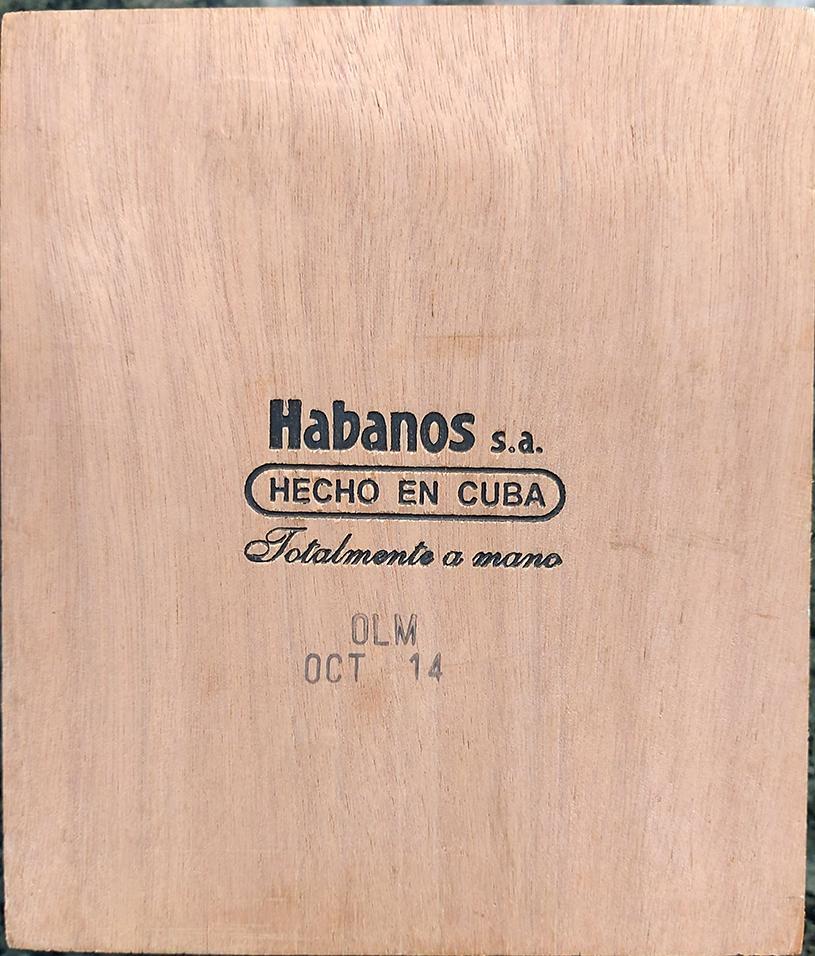 Habanos s.a.
HECHO EN CUBA
Totalmente a mano
OLM
OCT 14